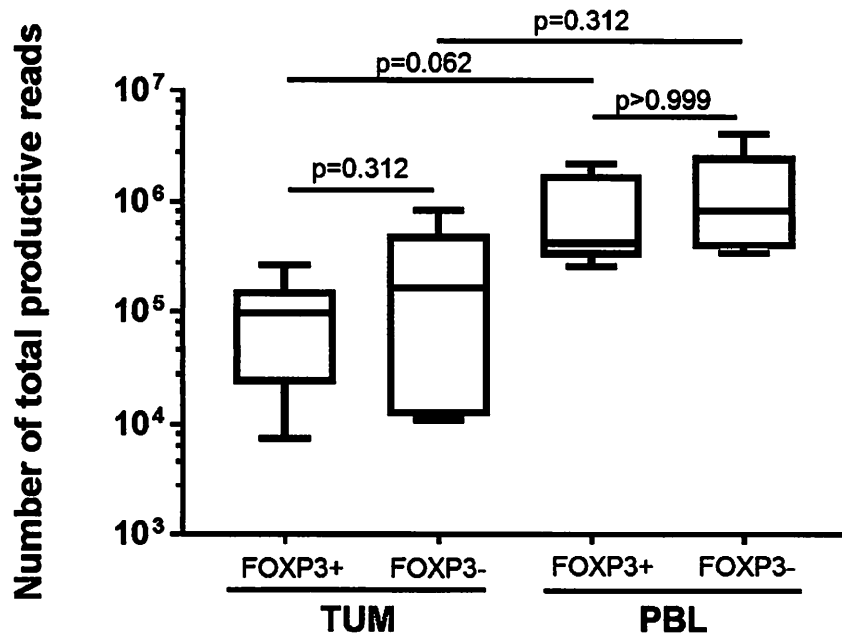 Number of total productive reads
p=0.312
p=0.062
p>0.999
p=0.312
10⁷
10⁶
10⁵
10⁴
10³
FOXP3+ FOXP3- FOXP3+ FOXP3-
TUM PBL